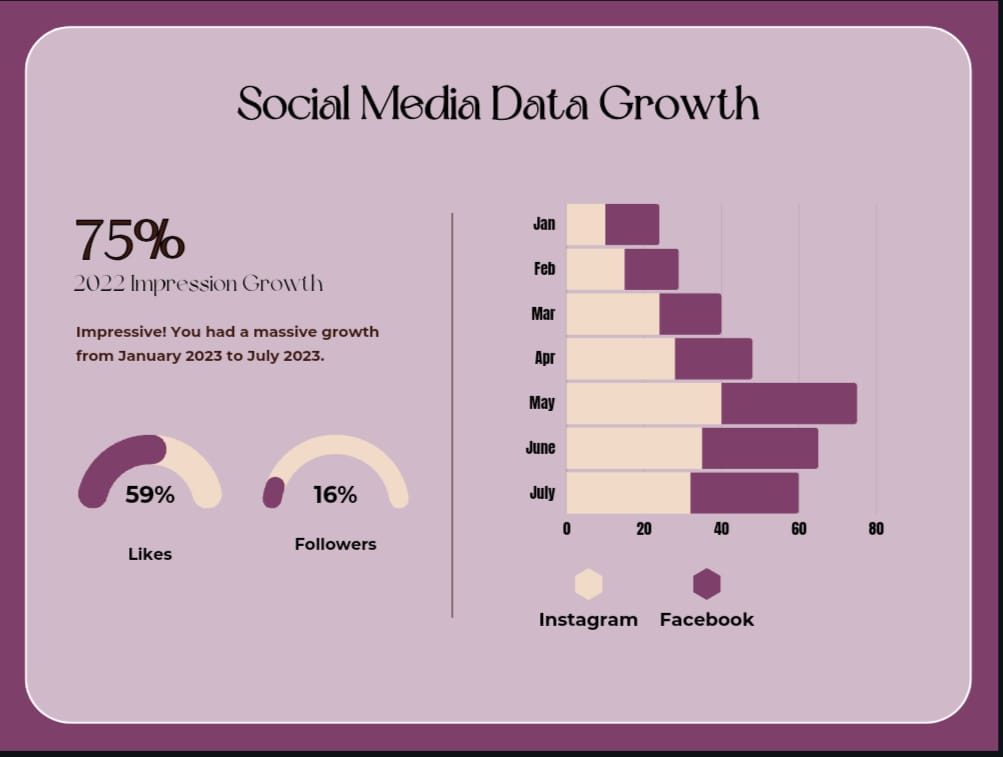 Social Media Data Growth
75%
2022 Impression Growth
Impressive! You had a massive growth
from January 2023 to July 2023.
59%
Likes
16%
Followers
Jan
Feb
Mar
Apr
May
June
July
0 20 40 60 80
Instagram Facebook